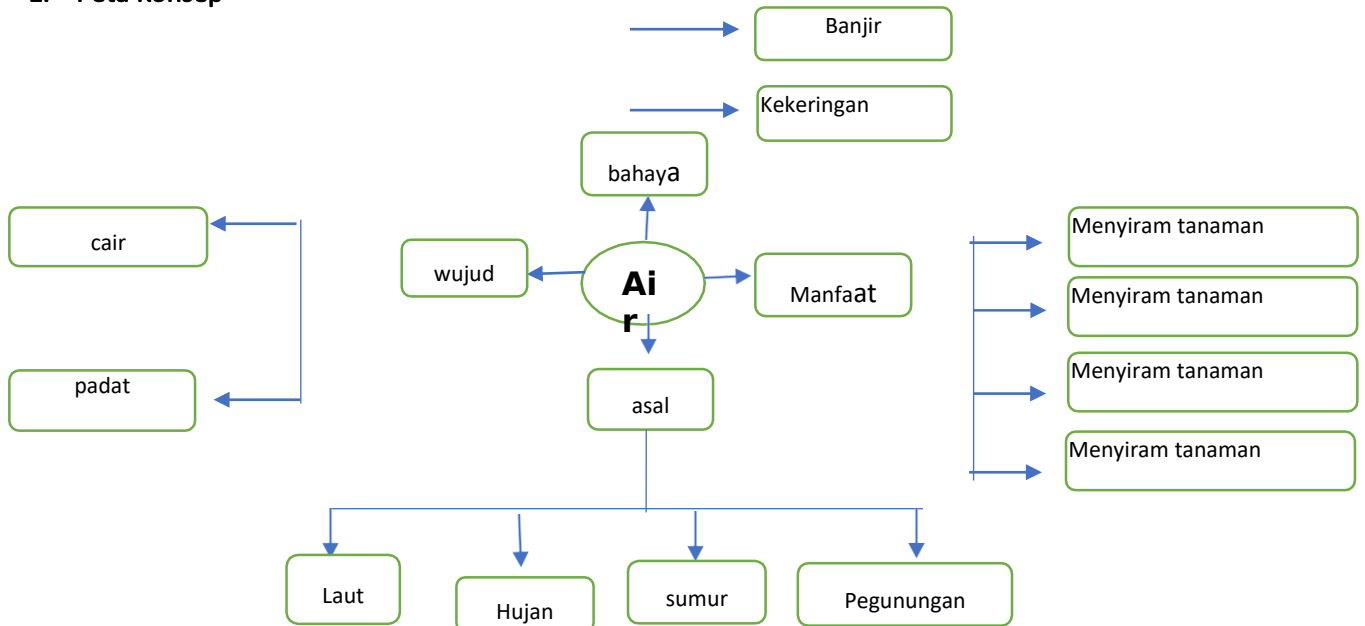 Banjir
Kekeringan
bahaya
cair
wujud
Ai
r
Manfaat
Menyiram tanaman
Menyiram tanaman
Menyiram tanaman
Menyiram tanaman
padat
asal
Laut
Hujan
sumur
Pegunungan